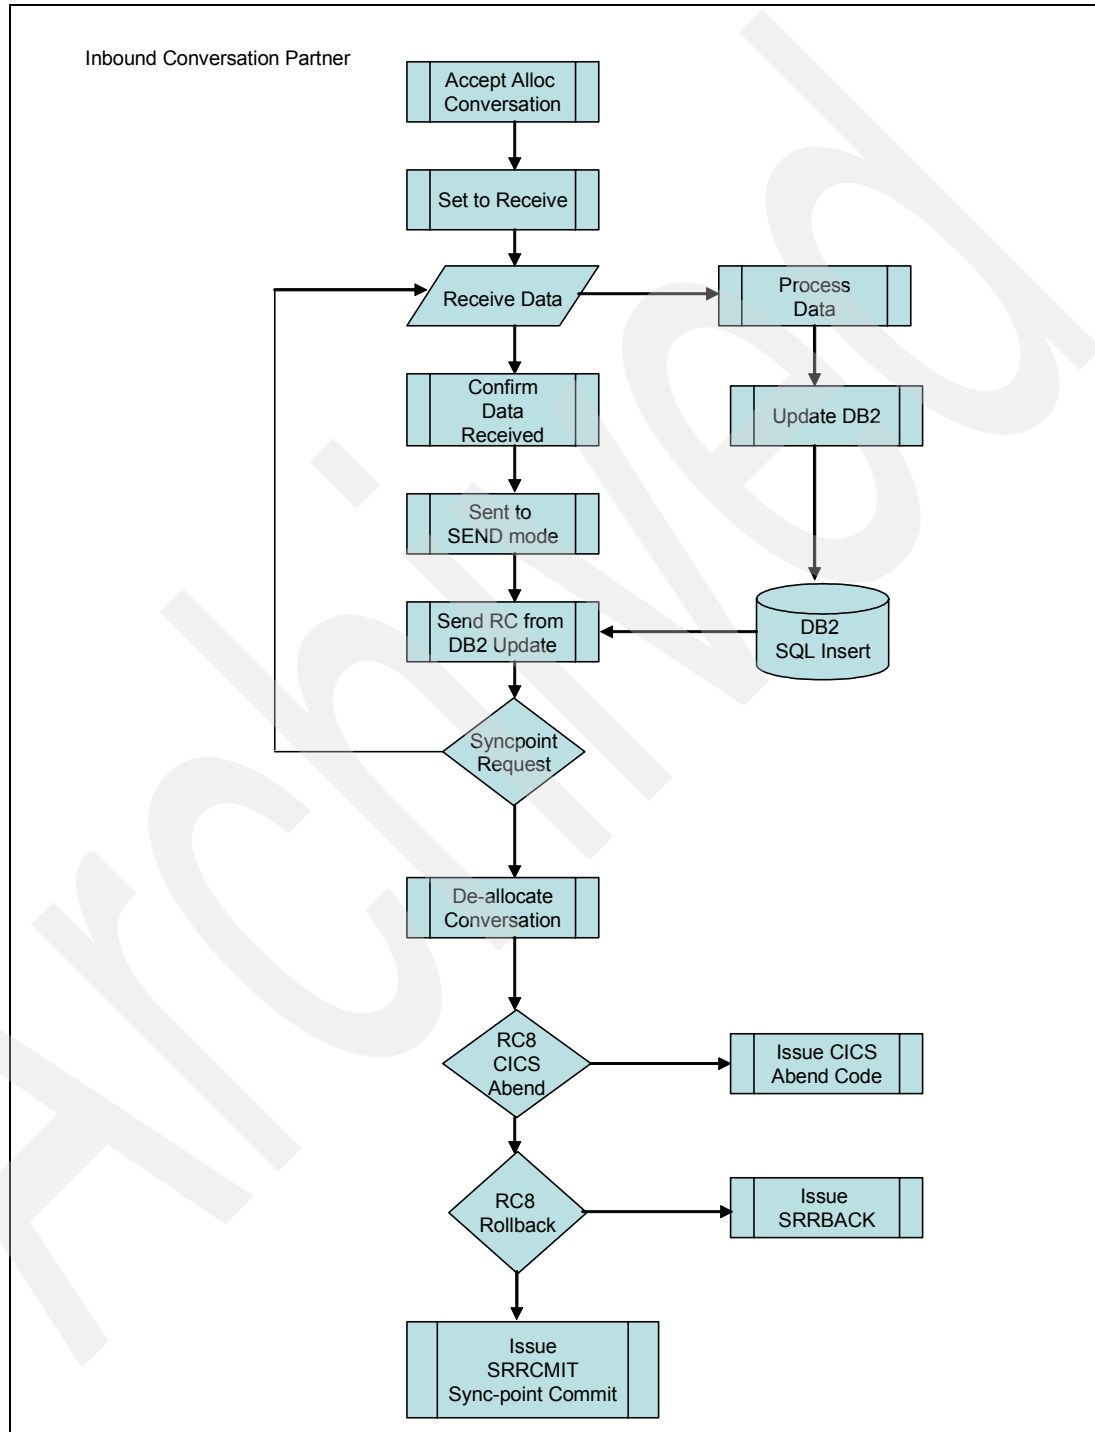 Inbound Conversation Partner
Accept Alloc
Conversation
Set to Receive
Receive Data
Process
Data
Confirm
Data
Received
Update DB2
Sent to
SEND mode
Send RC from
DB2 Update
DB2
SQL Insert
Syncpoint
Request
De-allocate
Conversation
RC8
CICS
Abend
Issue CICS
Abend Code
RC8
Rollback
Issue
SRRBACK
Issue
SRRCMIT
Sync-point Commit
Archived